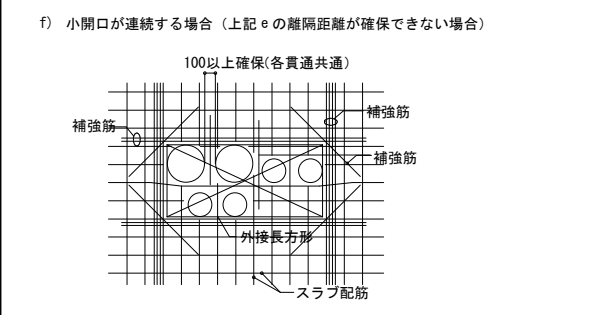 f) 小開口が連続する場合（上記ｅの離隔距離が確保できない場合）
100以上確保(各貫通共通)
補強筋
補強筋
補強筋
外接長方形
スラブ配筋